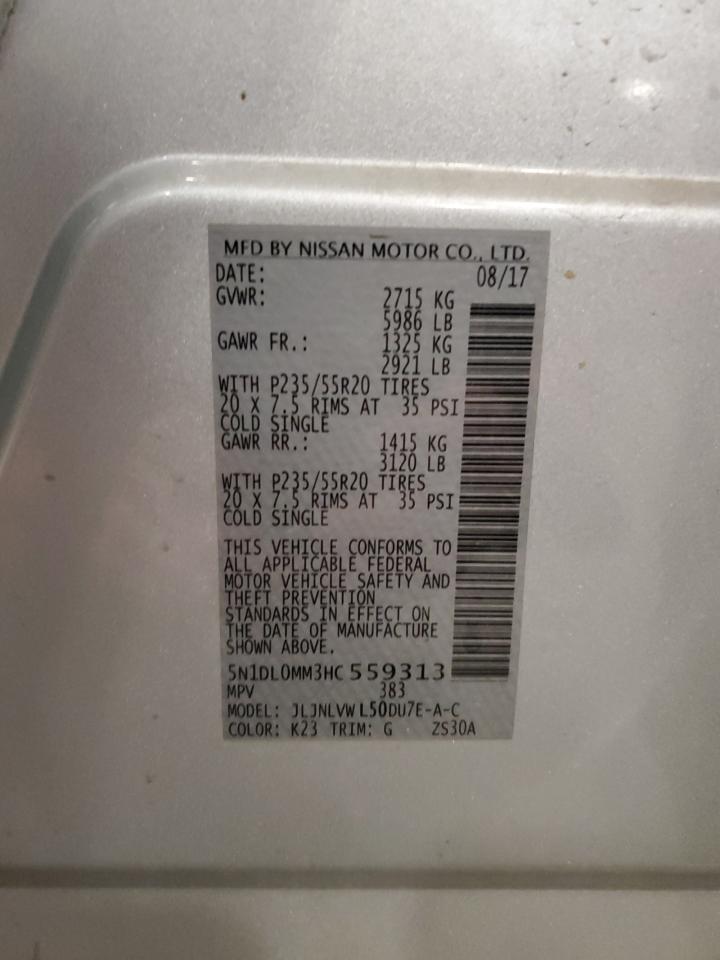 MFD BY NISSAN MOTOR CO., LTD.
DATE: 08/17
GVWR: 2715 KG
5986 LB
GAWR FR.: 1325 KG
2921 LB
WITH P235/55R20 TIRES
20 X 7.5 RIMS AT 35 PSI
COLD SINGLE
GAWR RR.: 1415 KG
3120 LB
WITH P235/55R20 TIRES
20 X 7.5 RIMS AT 35 PSI
COLD SINGLE
THIS VEHICLE CONFORMS TO
ALL APPLICABLE FEDERAL
MOTOR VEHICLE SAFETY AND
THEFT PREVENTION
STANDARDS IN EFFECT ON
THE DATE OF MANUFACTURE
SHOWN ABOVE.
5N1DL0MM3HC 559313
MPV 383
MODEL: JLJNLVW L50DU7E-A-C
COLOR: K23 TRIM: G ZS30A